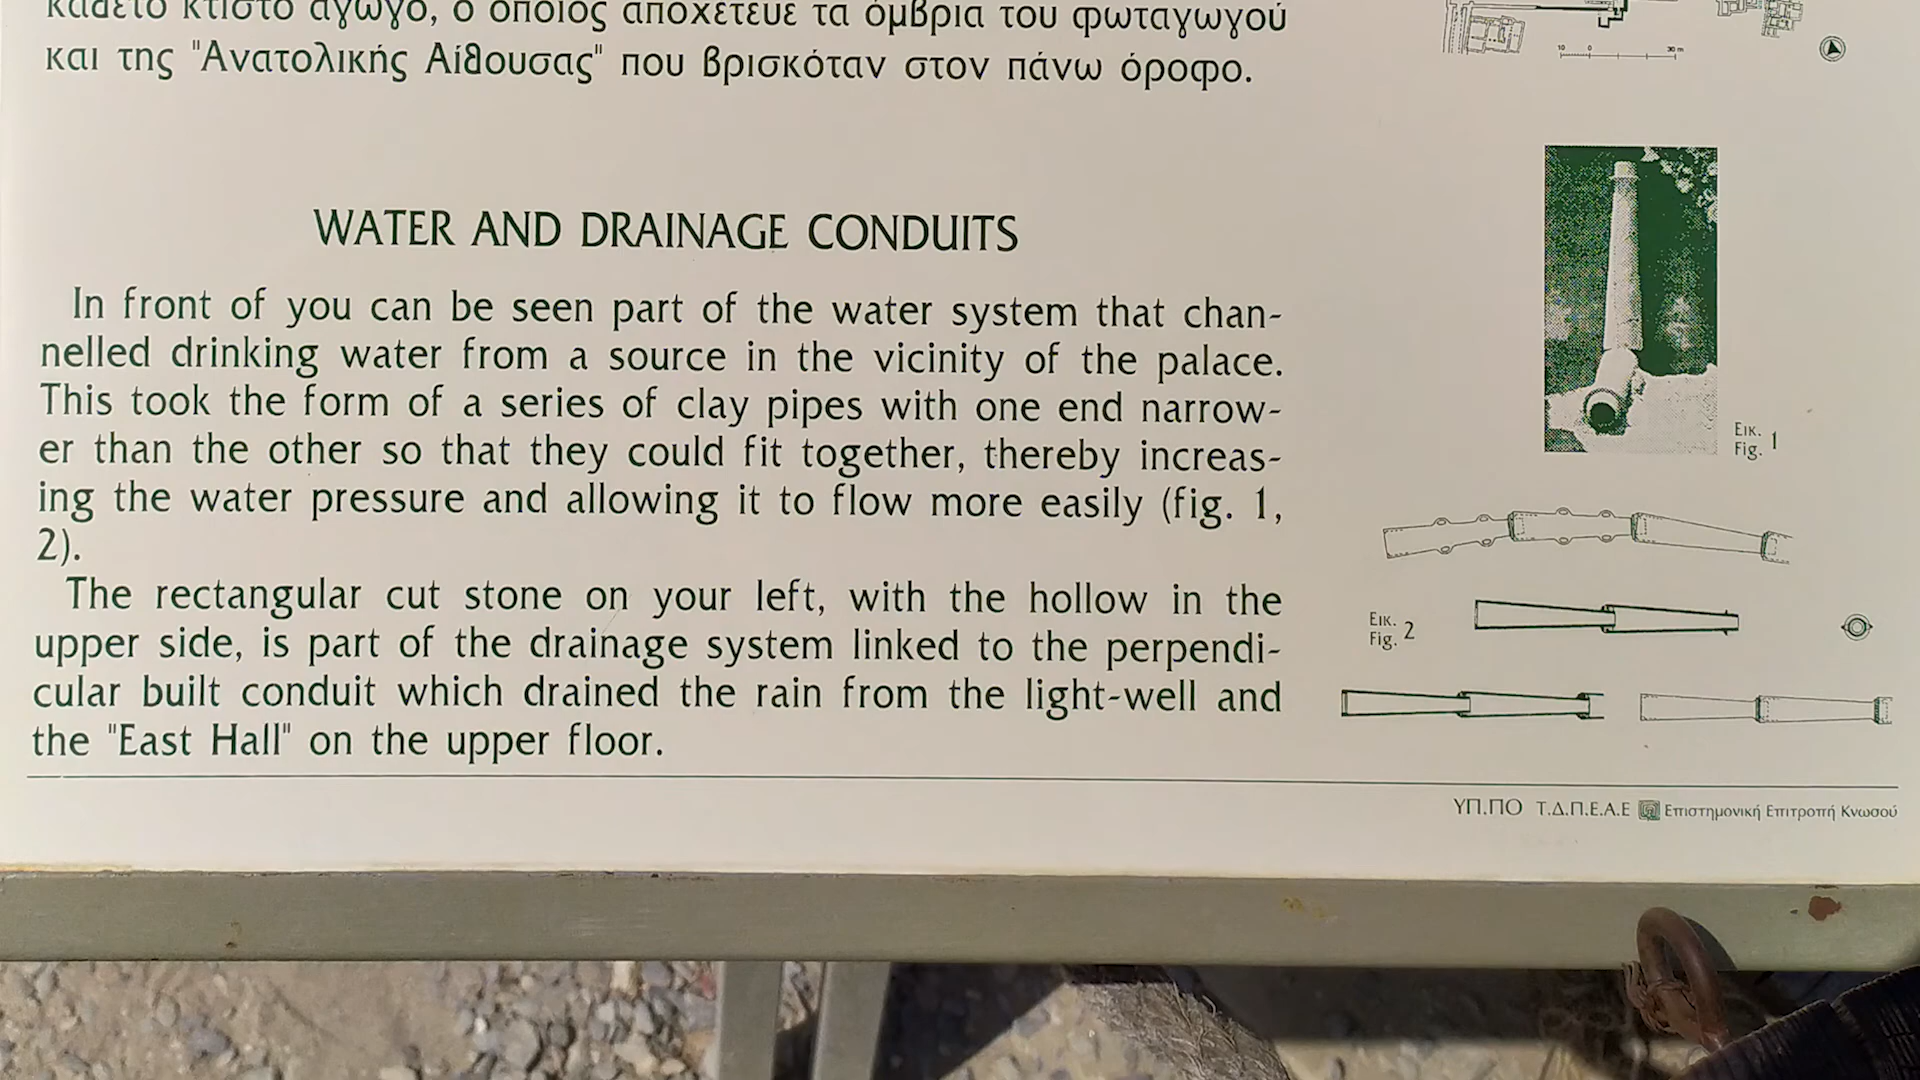 κάθετο κτιστό αγωγό, ο οποίος αποχέτευε τα όμβρια του φωταγωγού
και της "Ανατολικής Αίθουσας" που βρισκόταν στον πάνω όροφο.
10 0 30 m
WATER AND DRAINAGE CONDUITS
In front of you can be seen part of the water system that chan-
nelled drinking water from a source in the vicinity of the palace.
This took the form of a series of clay pipes with one end narrow-
er than the other so that they could fit together, thereby increas-
ing the water pressure and allowing it to flow more easily (fig. 1,
2).
The rectangular cut stone on your left, with the hollow in the
upper side, is part of the drainage system linked to the perpendi-
cular built conduit which drained the rain from the light-well and
the "East Hall" on the upper floor.
Εικ.
Fig. 1
Εικ.
Fig. 2
ΥΠ.ΠΟ Τ.Δ.Π.Ε.Α.Ε Επιστημονική Επιτροπή Κνωσού